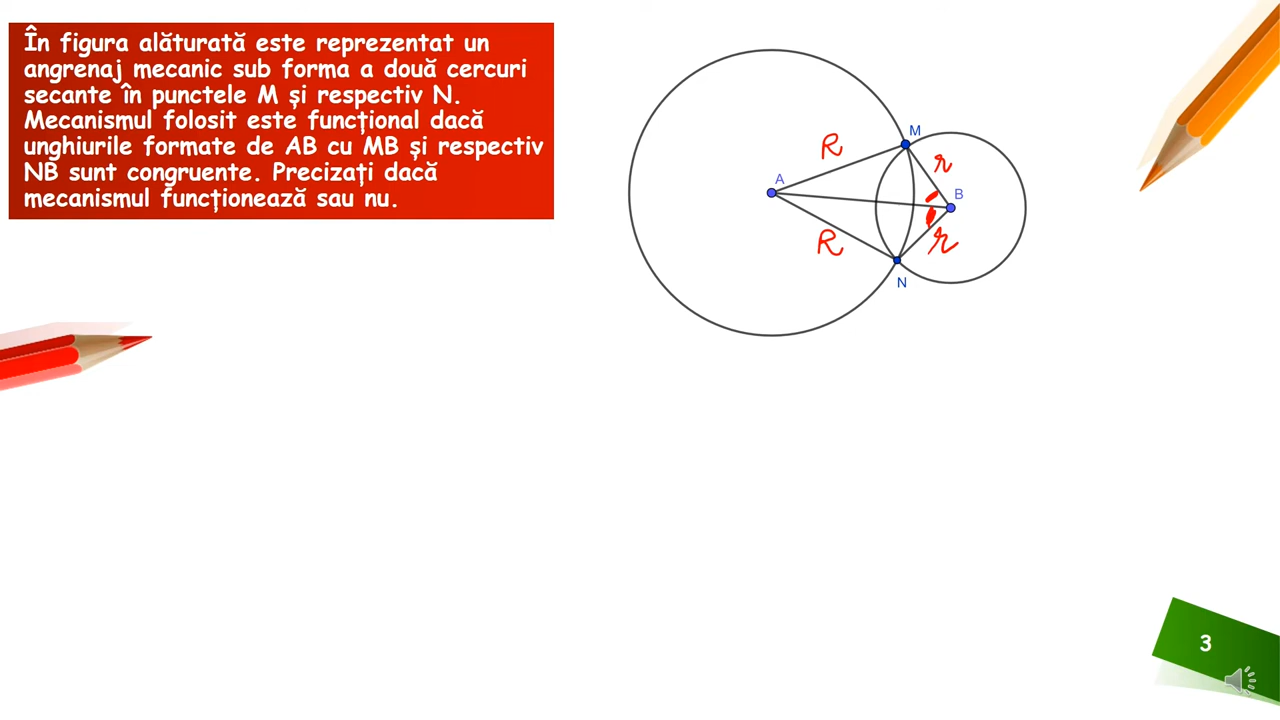 În figura alăturată este reprezentat un
angrenaj mecanic sub forma a două cercuri
secante în punctele M și respectiv N.
Mecanismul folosit este funcțional dacă
unghiurile formate de AB cu MB și respectiv
NB sunt congruente. Precizați dacă
mecanismul funcționează sau nu.
M
R
r
A
B
R
r
N
3